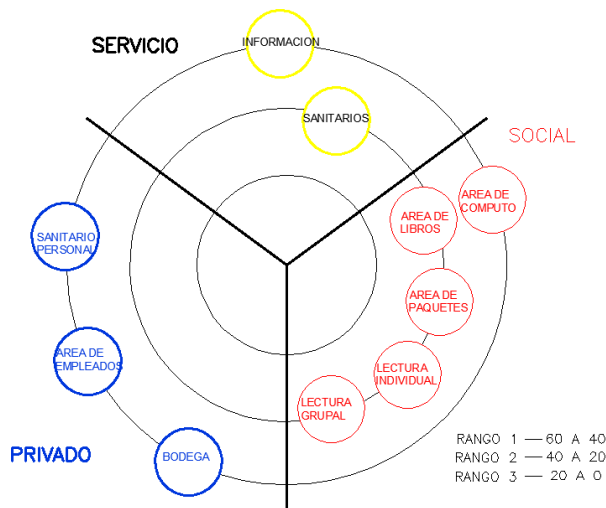 SERVICIO
INFORMACION
SANITARIOS
SOCIAL
AREA DE
COMPUTO
AREA DE
LIBROS
SANITARIO
PERSONAL
AREA DE
PAQUETES
AREA DE
EMPLEADOS
LECTURA
INDIVIDUAL
LECTURA
GRUPAL
PRIVADO
BODEGA
RANGO 1 — 60 A 40
RANGO 2 — 40 A 20
RANGO 3 — 20 A 0